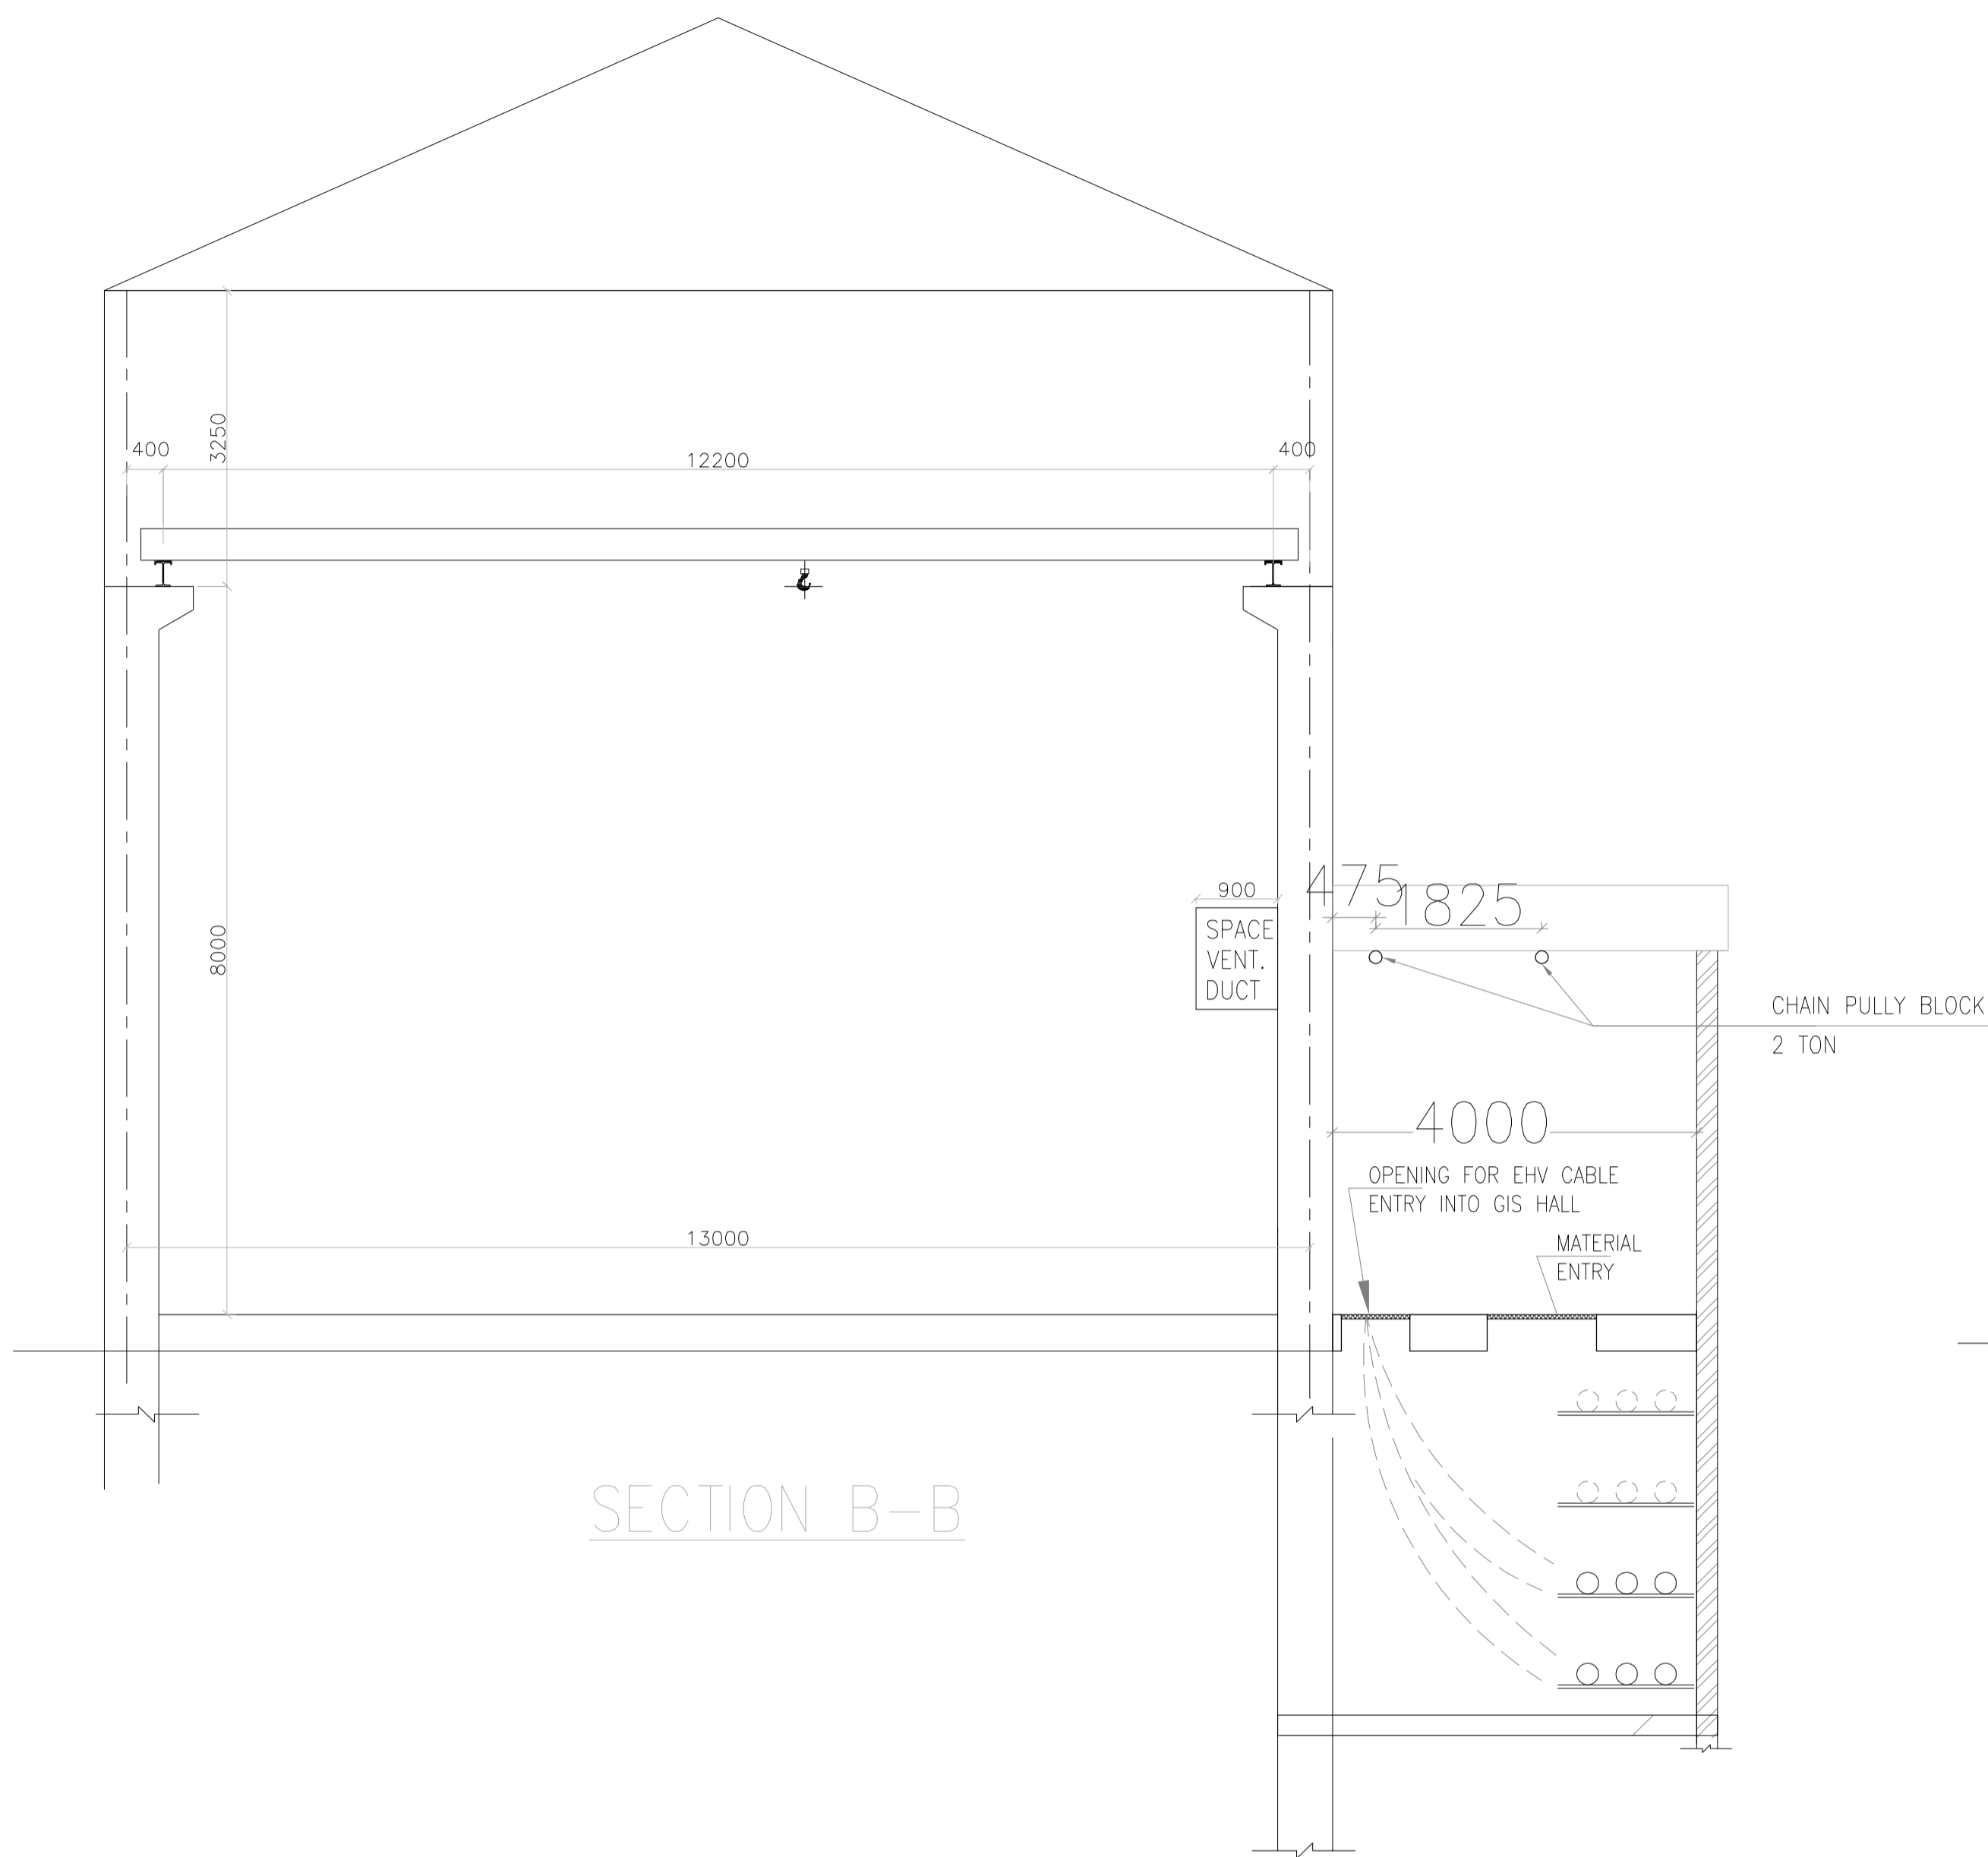 3250
400
12200
400
900
475
1825
SPACE
VENT.
DUCT
8000
CHAIN PULLY BLOCK
2 TON
4000
OPENING FOR EHV CABLE
ENTRY INTO GIS HALL
MATERIAL
ENTRY
13000
SECTION B-B